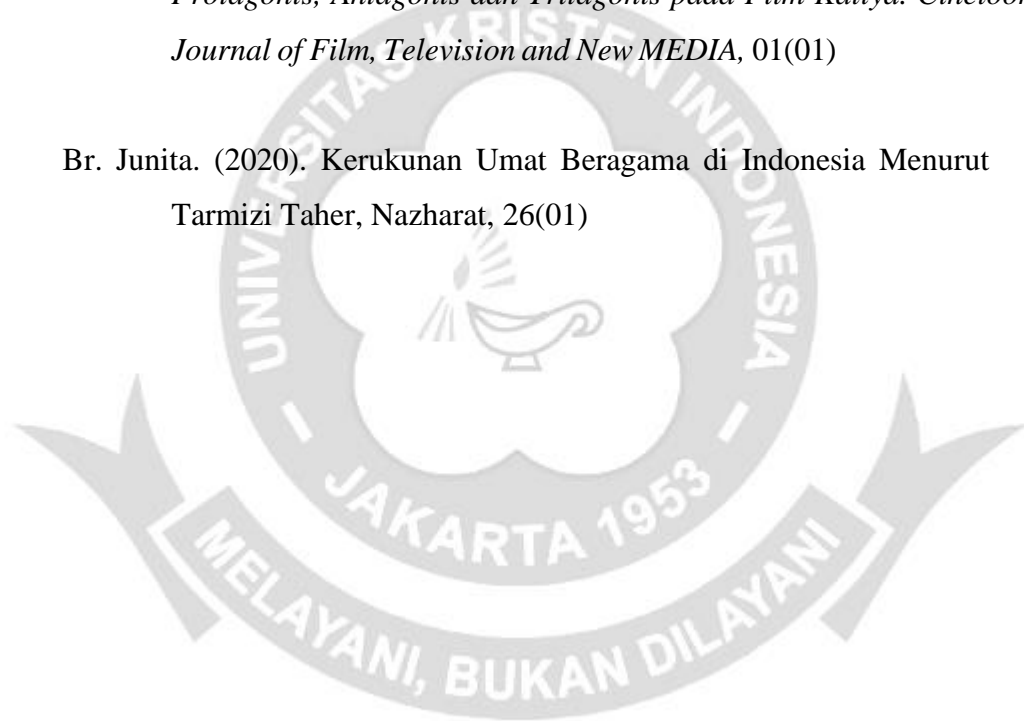 Protagonis, Antagonis dan Tritagonis pada Film Kaliya. Cinetoon
Journal of Film, Television and New MEDIA, 01(01)
Br. Junita. (2020). Kerukunan Umat Beragama di Indonesia Menurut
Tarmizi Taher, Nazharat, 26(01)
UNIVERSITAS KRISTEN INDONESIA
- JAKARTA 1953 -
MELAYANI, BUKAN DILAYANI